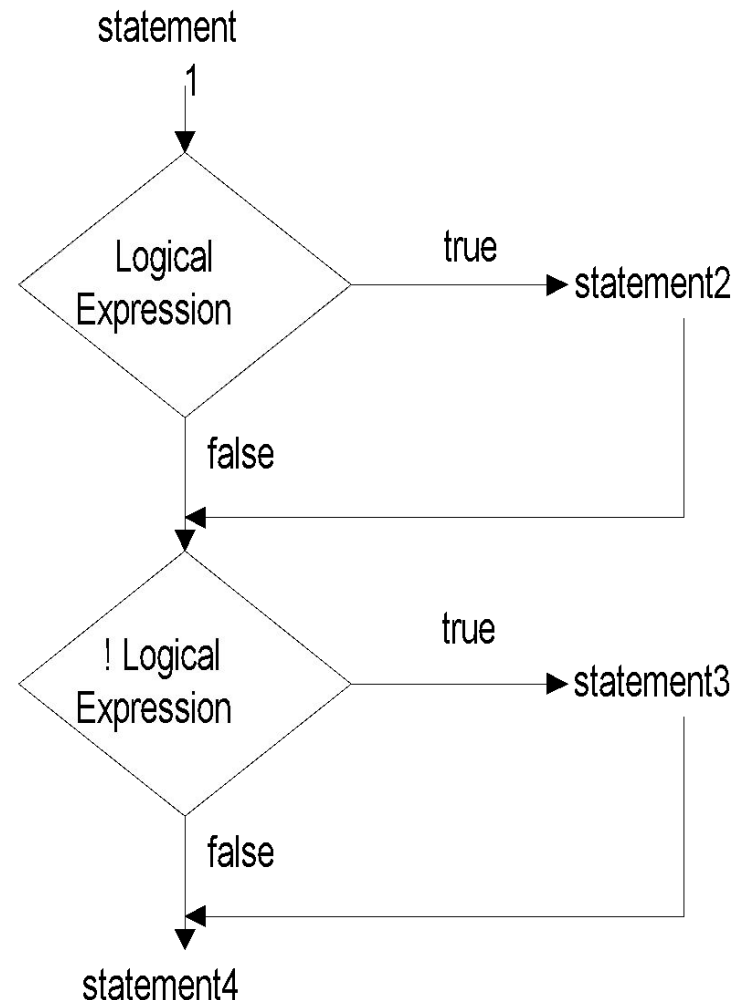 statement
1
Logical
Expression
true
statement2
false
! Logical
Expression
true
statement3
false
statement4